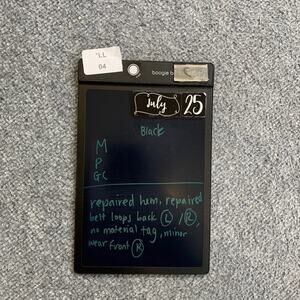 LL
04
boogie b
July 25
Black
M
P
GC
repaired hem, repaired
belt loops back L / R,
no material tag, minor
wear front R